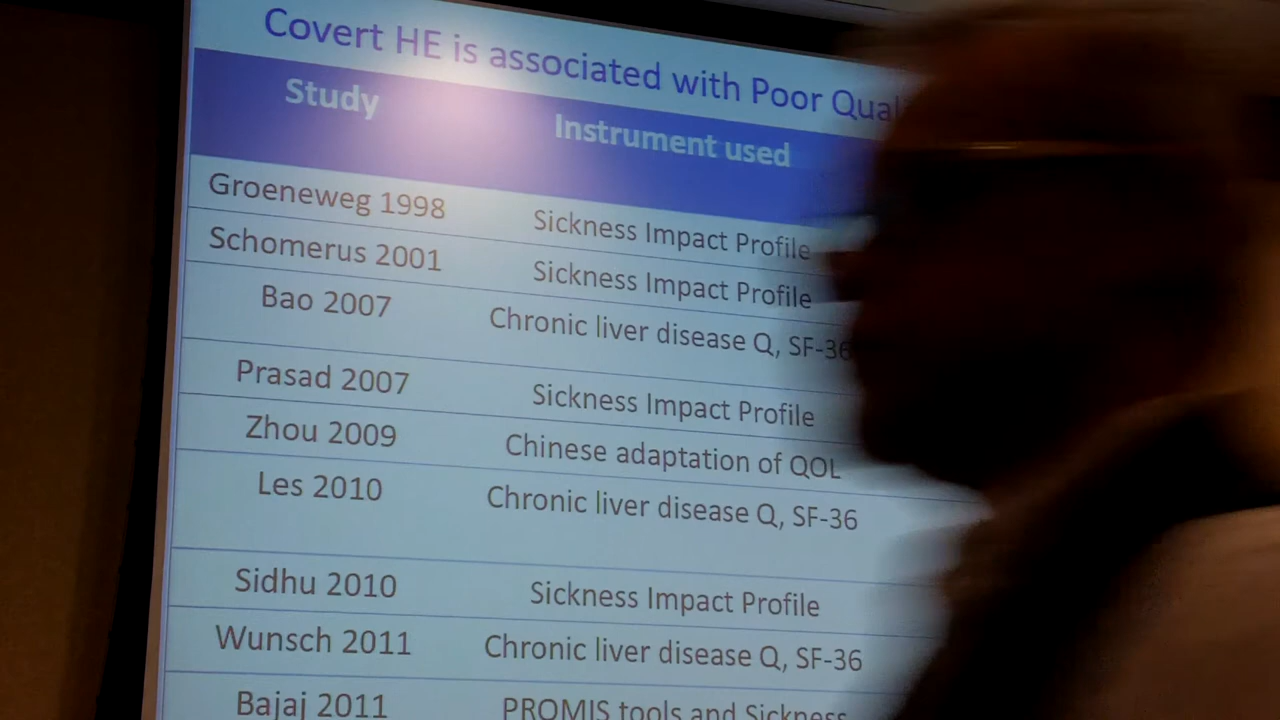 Covert HE is associated with Poor Qual
Study Instrument used
Groeneweg 1998 Sickness Impact Profile
Schomerus 2001 Sickness Impact Profile
Bao 2007 Chronic liver disease Q, SF-36
Prasad 2007 Sickness Impact Profile
Zhou 2009 Chinese adaptation of QOL
Les 2010 Chronic liver disease Q, SF-36
Sidhu 2010 Sickness Impact Profile
Wunsch 2011 Chronic liver disease Q, SF-36
Bajaj 2011 PROMIS tools and Sickness